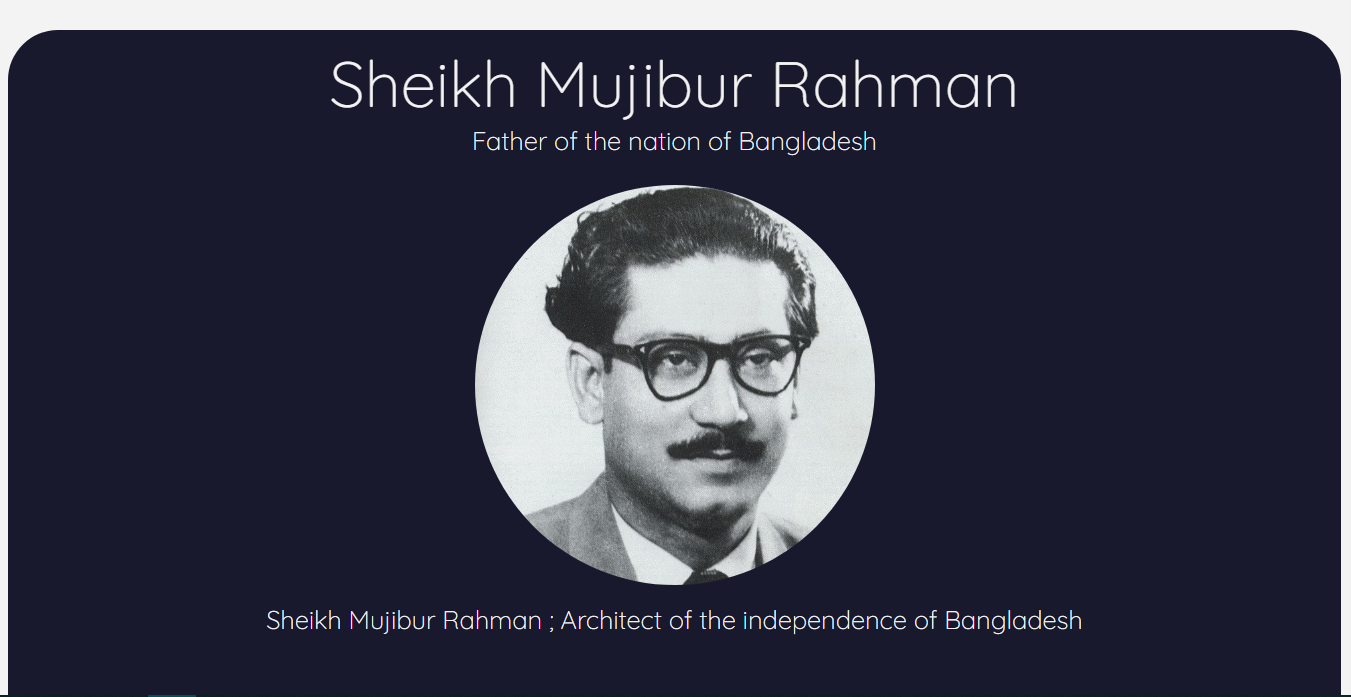 Sheikh Mujibur Rahman
Father of the nation of Bangladesh
Sheikh Mujibur Rahman ; Architect of the independence of Bangladesh